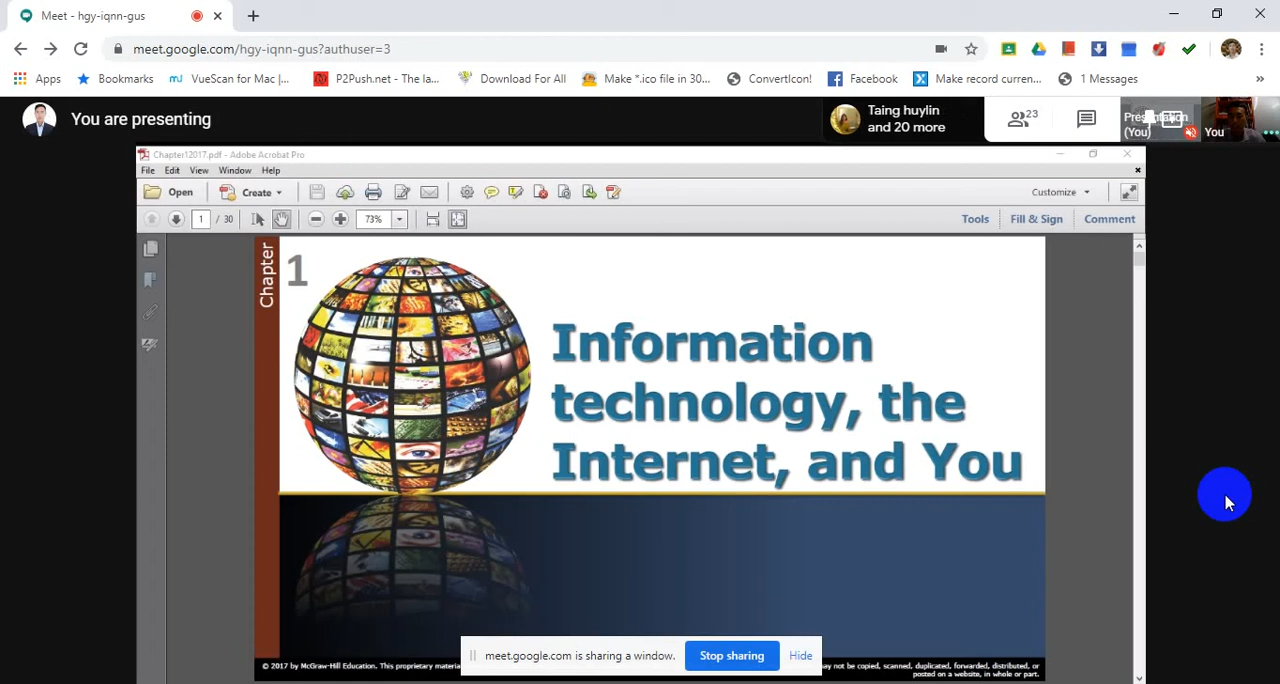 Meet - hgy-iqnn-gus
meet.google.com/hgy-iqnn-gus?authuser=3
Apps
Bookmarks
VueScan for Mac |...
P2Push.net - The la...
Download For All
Make *.ico file in 30...
ConvertIcon!
Facebook
Make record curren...
1 Messages
»
You are presenting
Taing huylin
and 20 more
23
(You)
You
Chapter12017.pdf - Adobe Acrobat Pro
File Edit View Window Help
Open
Create
Customize
1 / 30
73%
Tools
Fill & Sign
Comment
Chapter
1
Information
technology, the
Internet, and You
meet.google.com is sharing a window.
Stop sharing
Hide
© 2017 by McGraw-Hill Education. This proprietary materia
may not be copied, scanned, duplicated, forwarded, distributed, or
posted on a website, in whole or part.